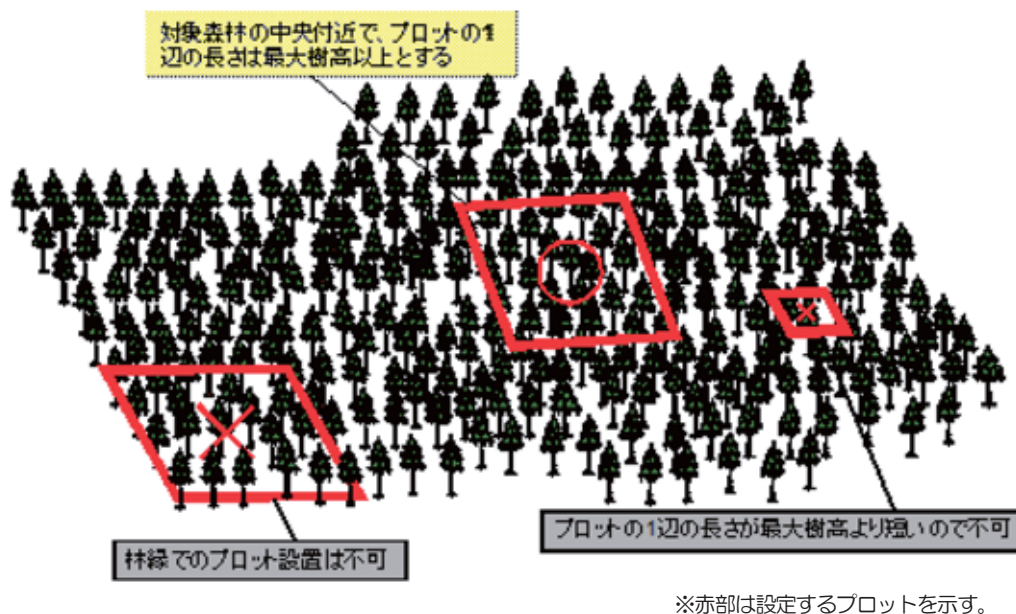 対象森林の中央付近で、プロットの1
辺の長さは最大樹高以上とする
プロットの1辺の長さが最大樹高より短いので不可
林縁でのプロット設置は不可
※赤部は設定するプロットを示す。